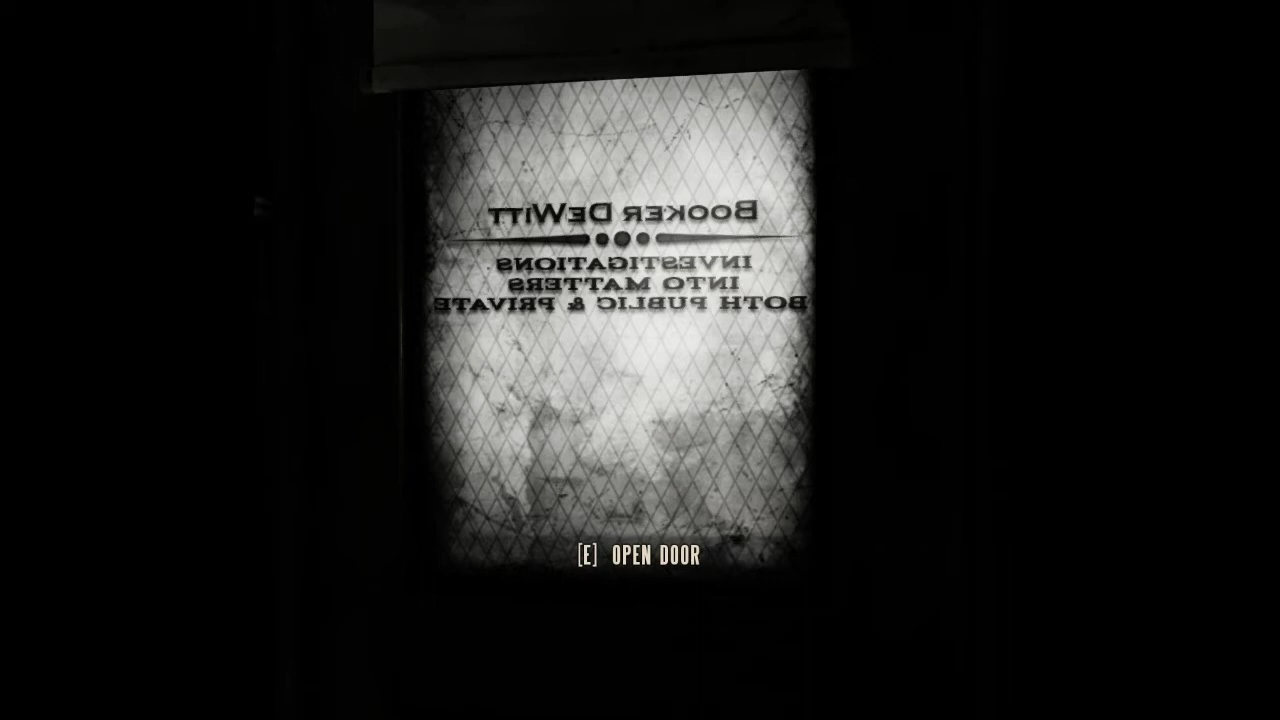 Booker DeWitt
INVESTIGATIONS
INTO MATTERS
BOTH PUBLIC & PRIVATE
[E] OPEN DOOR